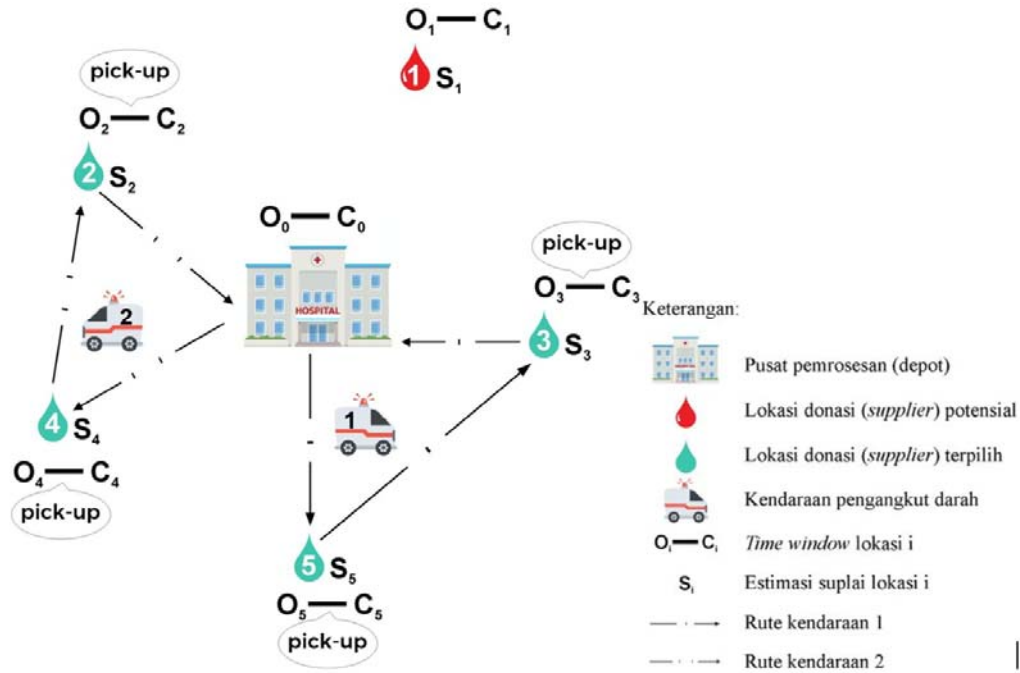 O₁ — C₁
1 S₁
pick-up
O₂ — C₂
2 S₂
O₀ — C₀
HOSPITAL
pick-up
O₃ — C₃
3 S₃
2
4 S₄
O₄ — C₄
pick-up
1
5 S₅
O₅ — C₅
pick-up
Keterangan:
HOSPITAL
Pusat pemrosesan (depot)
Lokasi donasi (supplier) potensial
Lokasi donasi (supplier) terpilih
Kendaraan pengangkut darah
Oᵢ — Cᵢ Time window lokasi i
Sᵢ Estimasi suplai lokasi i
Rute kendaraan 1
Rute kendaraan 2